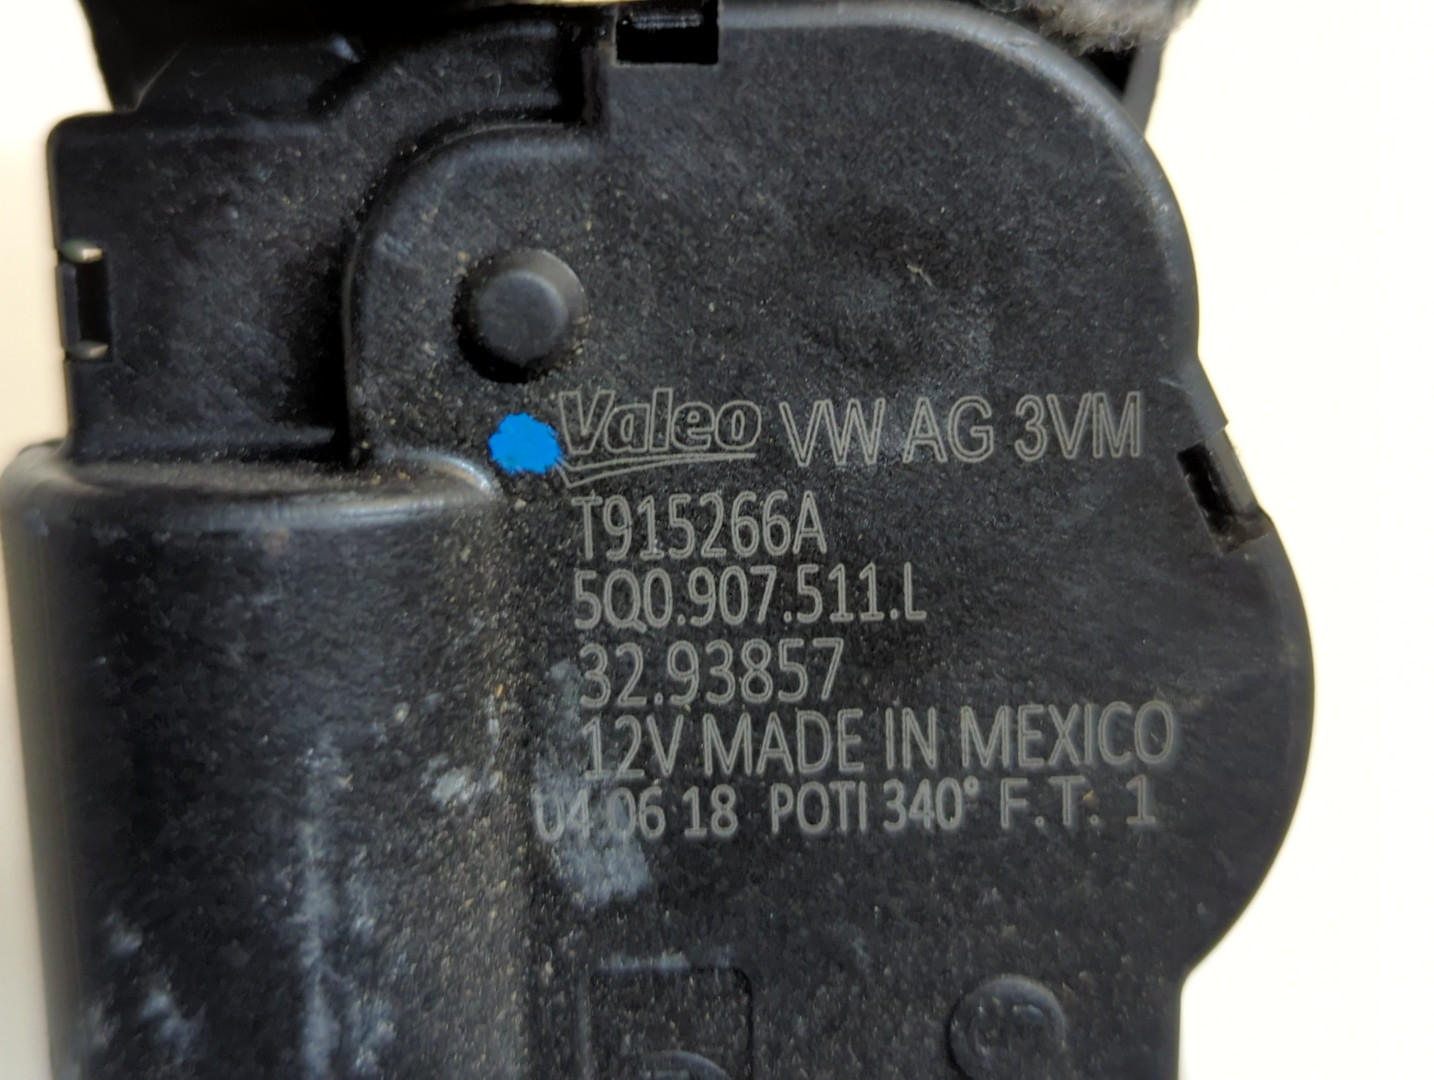 Valeo VW AG 3VM
T915266A
5Q0.907.511.L
32.93857
12V MADE IN MEXICO
04 06 18 POTI 340° F.T. 1